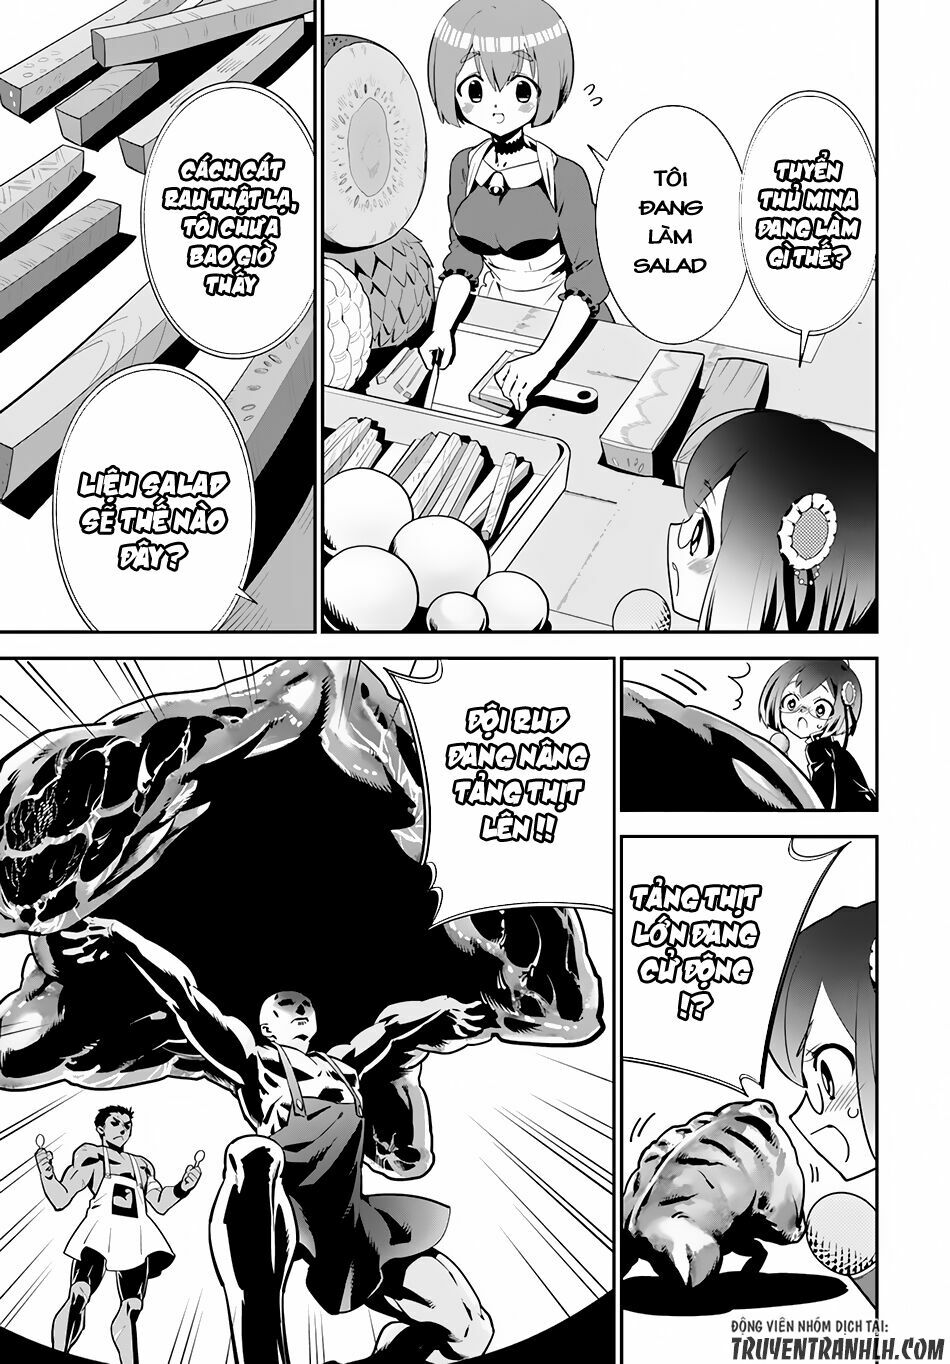 TUYỂN
THỦ MINA
ĐANG LÀM
GÌ THẾ?
TÔI
ĐANG
LÀM
SALAD
CÁCH CẮT
RAU THẬT LẠ,
TÔI CHƯA
BAO GIỜ
THẤY
LIỆU SALAD
SẼ THẾ NÀO
ĐÂY?
TẢNG THỊT
LỚN ĐANG
CỬ ĐỘNG
!?
ĐỘI RUD
ĐANG NÂNG
TẢNG THỊT
LÊN!!
ĐỘNG VIÊN NHÓM DỊCH TẠI:
TRUYENTRANHLH.COM